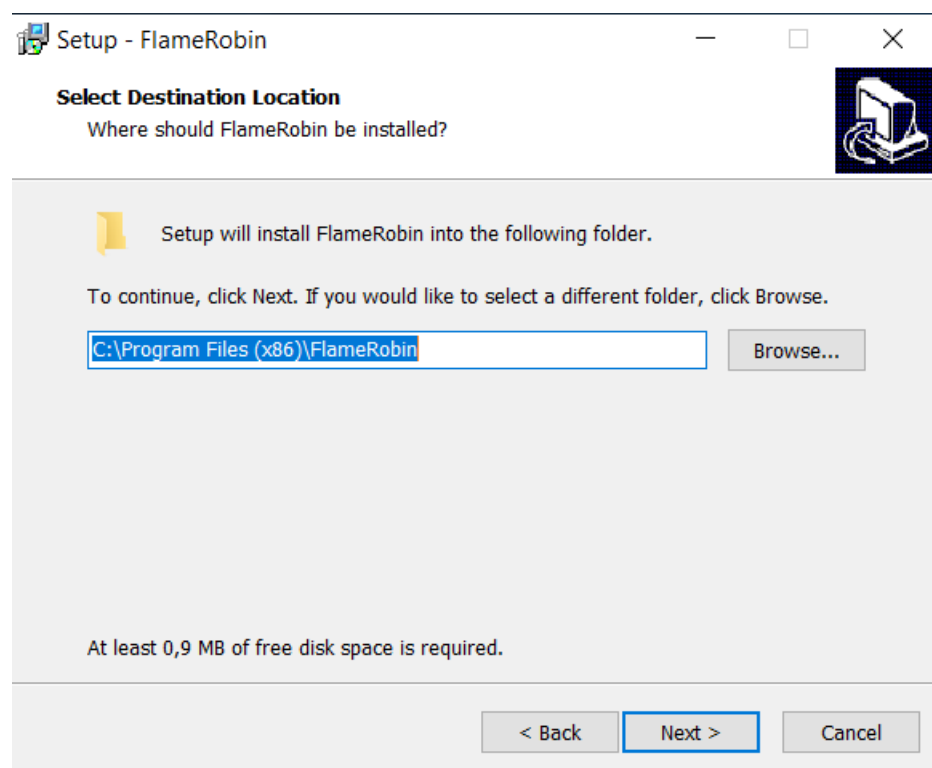 Setup - FlameRobin
Select Destination Location
Where should FlameRobin be installed?
Setup will install FlameRobin into the following folder.
To continue, click Next. If you would like to select a different folder, click Browse.
C:\Program Files (x86)\FlameRobin
Browse...
At least 0,9 MB of free disk space is required.
< Back
Next >
Cancel